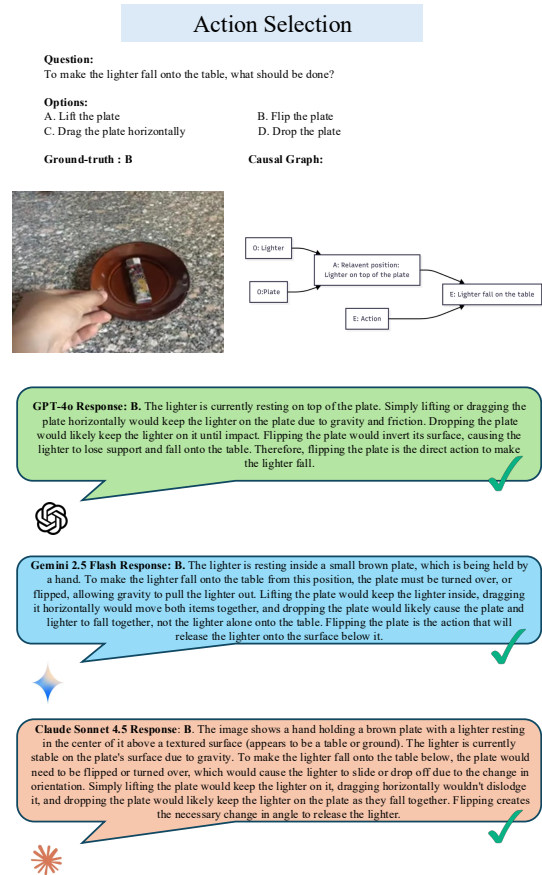 Action Selection
Question:
To make the lighter fall onto the table, what should be done?
Options:
A. Lift the plate B. Flip the plate
C. Drag the plate horizontally D. Drop the plate
Ground-truth : B Causal Graph:
O: Lighter
A: Relavent position:
Lighter on top of the plate
O:Plate
E: Lighter fall on the table
E: Action
GPT-4o Response: B. The lighter is currently resting on top of the plate. Simply lifting or dragging the
plate horizontally would keep the lighter on the plate due to gravity and friction. Dropping the plate
would likely keep the lighter on it until impact. Flipping the plate would invert its surface, causing the
lighter to lose support and fall onto the table. Therefore, flipping the plate is the direct action to make
the lighter fall.
Gemini 2.5 Flash Response: B. The lighter is resting inside a small brown plate, which is being held by
a hand. To make the lighter fall onto the table from this position, the plate must be turned over, or
flipped, allowing gravity to pull the lighter out. Lifting the plate would keep the lighter inside, dragging
it horizontally would move both items together, and dropping the plate would likely cause the plate and
lighter to fall together, not the lighter alone onto the table. Flipping the plate is the action that will
release the lighter onto the surface below it.
Claude Sonnet 4.5 Response: B. The image shows a hand holding a brown plate with a lighter resting
in the center of it above a textured surface (appears to be a table or ground). The lighter is currently
stable on the plate's surface due to gravity. To make the lighter fall onto the table below, the plate would
need to be flipped or turned over, which would cause the lighter to slide or drop off due to the change in
orientation. Simply lifting the plate would keep the lighter on it, dragging horizontally wouldn't dislodge
it, and dropping the plate would likely keep the lighter on the plate as they fall together. Flipping creates
the necessary change in angle to release the lighter.